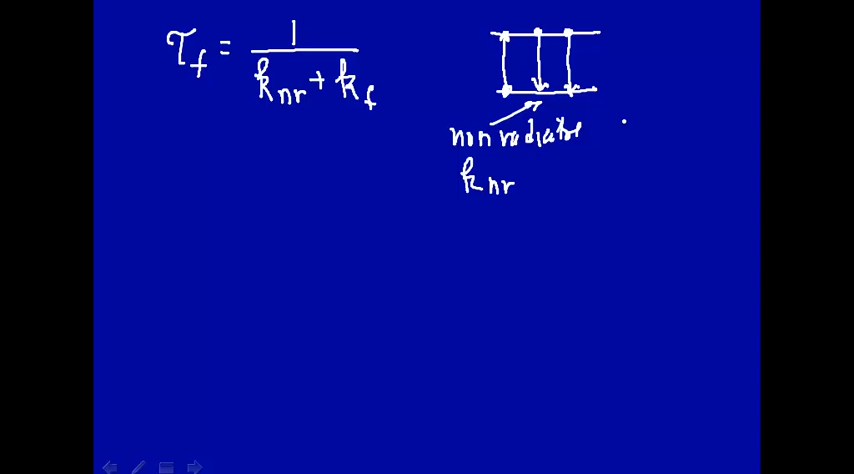 τf = 1 / (knr + kf)
non radiative
knr